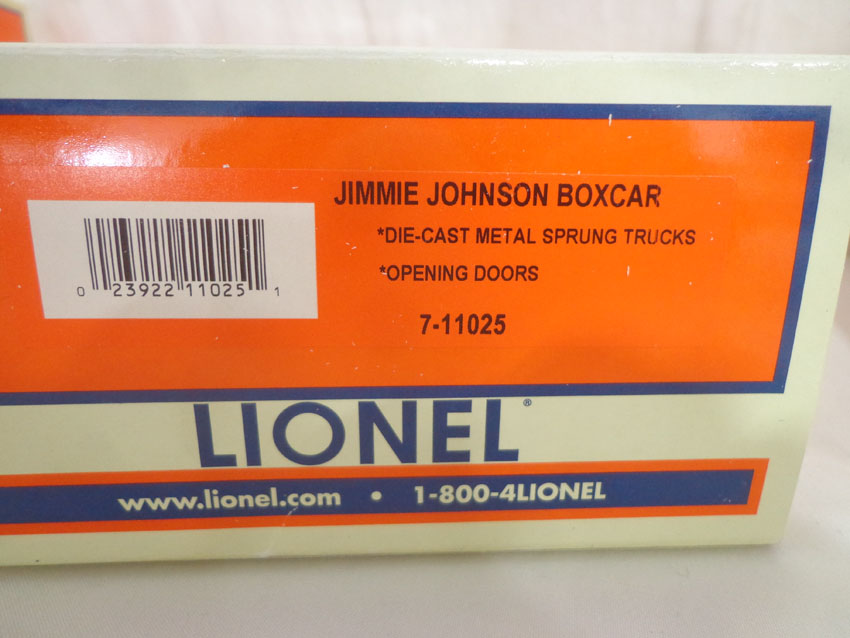 JIMMIE JOHNSON BOXCAR
*DIE-CAST METAL SPRUNG TRUCKS
*OPENING DOORS
7-11025
0 23922 11025 1
LIONEL®
www.lionel.com • 1-800-4LIONEL